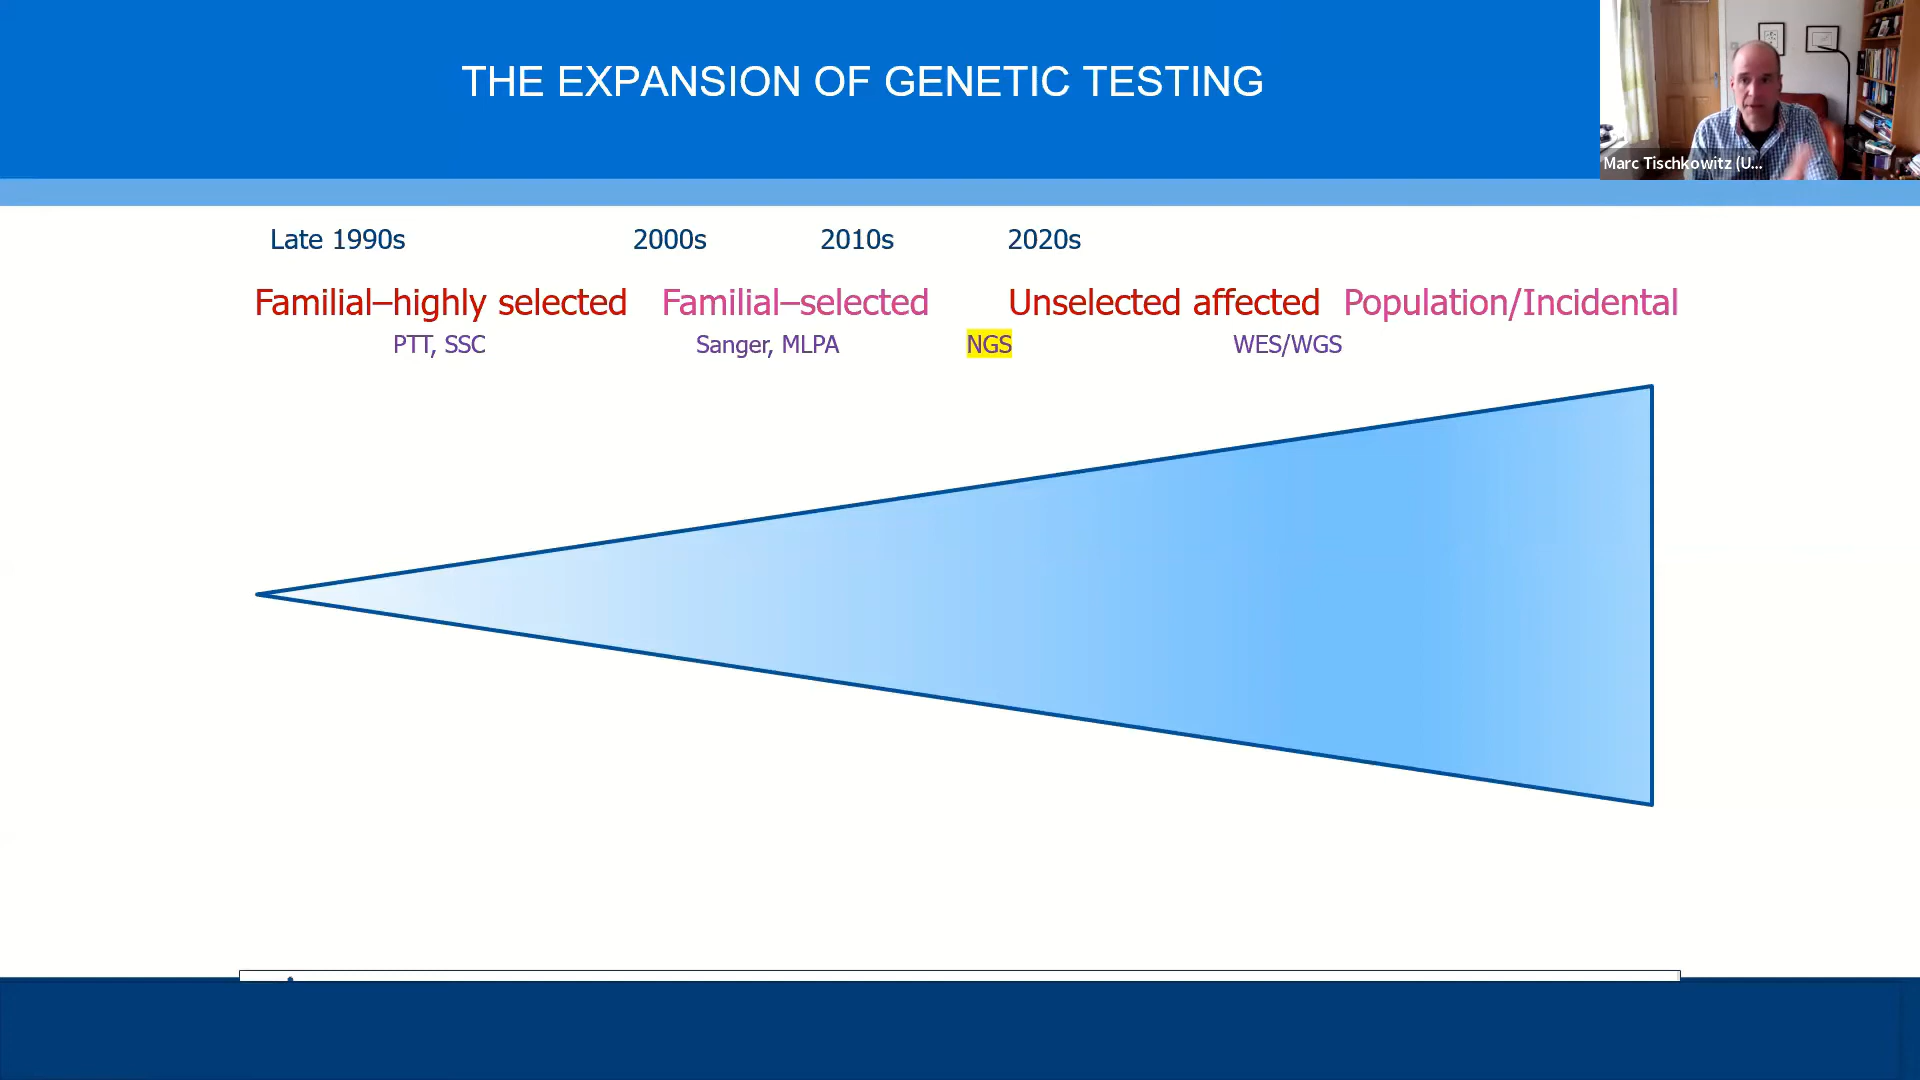 THE EXPANSION OF GENETIC TESTING
Marc Tischkowitz (U...
Late 1990s 2000s 2010s 2020s
Familial–highly selected Familial–selected Unselected affected Population/Incidental
PTT, SSC Sanger, MLPA NGS WES/WGS